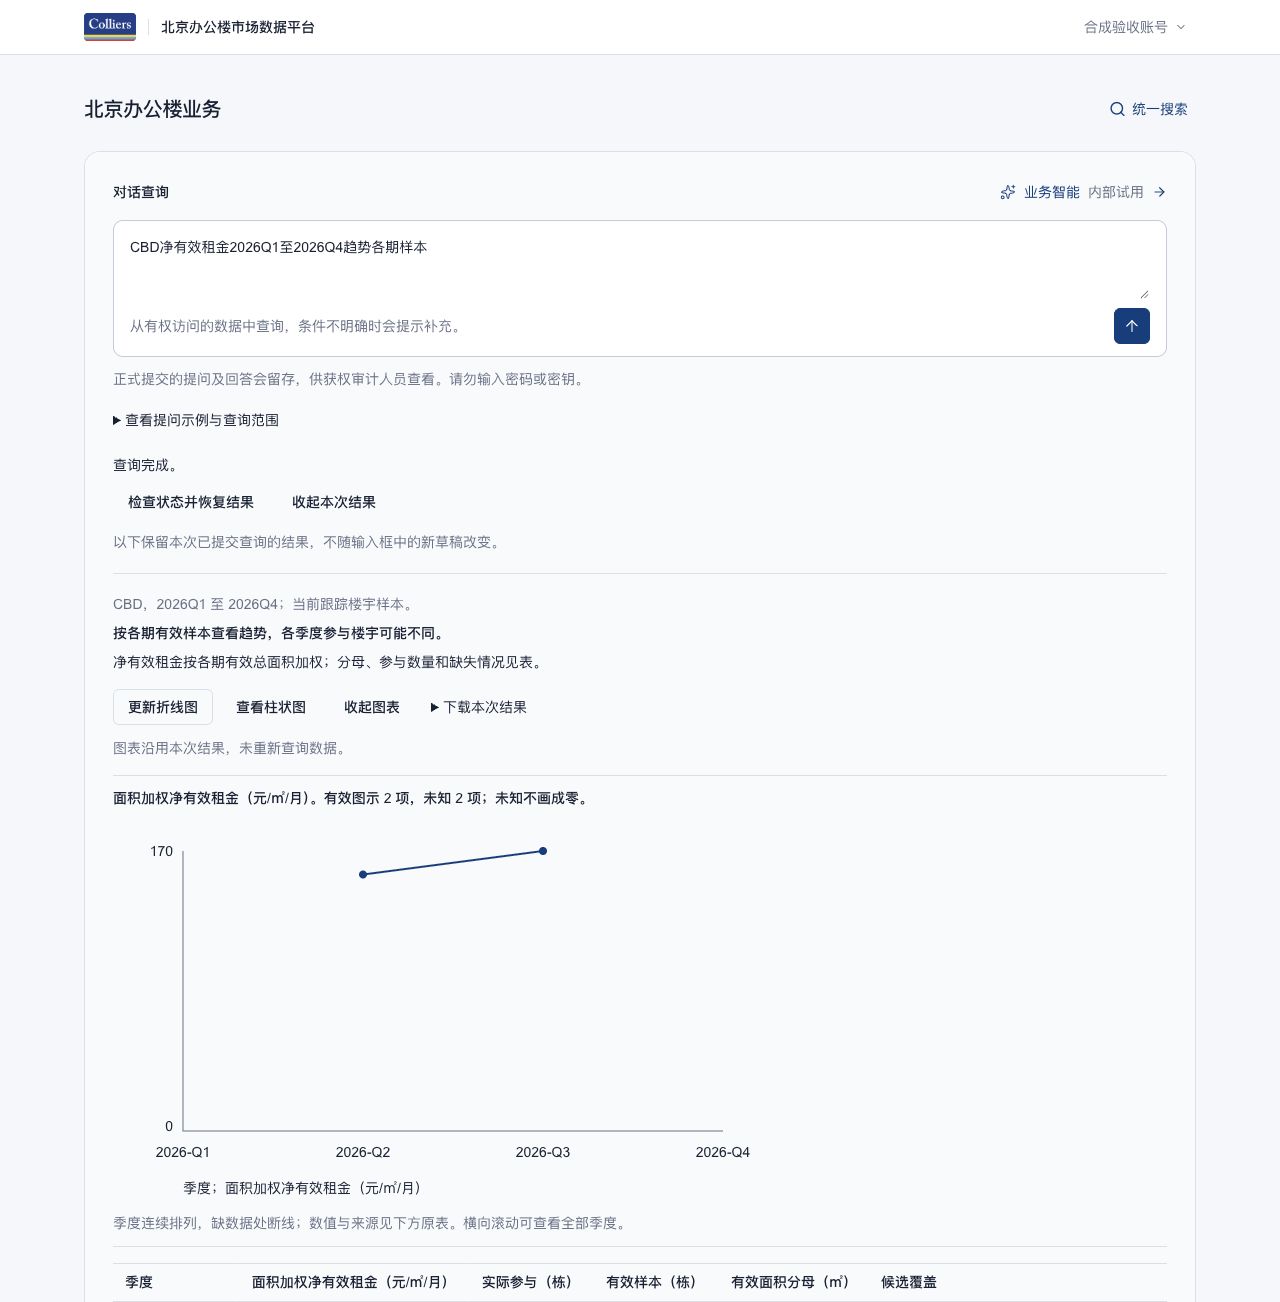 Colliers 北京办公楼市场数据平台 合成验收账号
北京办公楼业务 统一搜索
对话查询 业务智能 内部试用
CBD净有效租金2026Q1至2026Q4趋势各期样本
从有权访问的数据中查询，条件不明确时会提示补充。
正式提交的提问及回答会留存，供获权审计人员查看。请勿输入密码或密钥。
查看提问示例与查询范围
查询完成。
检查状态并恢复结果 收起本次结果
以下保留本次已提交查询的结果，不随输入框中的新草稿改变。
CBD，2026Q1 至 2026Q4；当前跟踪楼宇样本。
按各期有效样本查看趋势，各季度参与楼宇可能不同。
净有效租金按各期有效总面积加权；分母、参与数量和缺失情况见表。
更新折线图 查看柱状图 收起图表 下载本次结果
图表沿用本次结果，未重新查询数据。
面积加权净有效租金（元/㎡/月）。有效图示 2 项，未知 2 项；未知不画成零。
170
0
2026-Q1 2026-Q2 2026-Q3 2026-Q4
季度；面积加权净有效租金（元/㎡/月）
季度连续排列，缺数据处断线；数值与来源见下方原表。横向滚动可查看全部季度。
季度 面积加权净有效租金（元/㎡/月） 实际参与（栋） 有效样本（栋） 有效面积分母（㎡） 候选覆盖